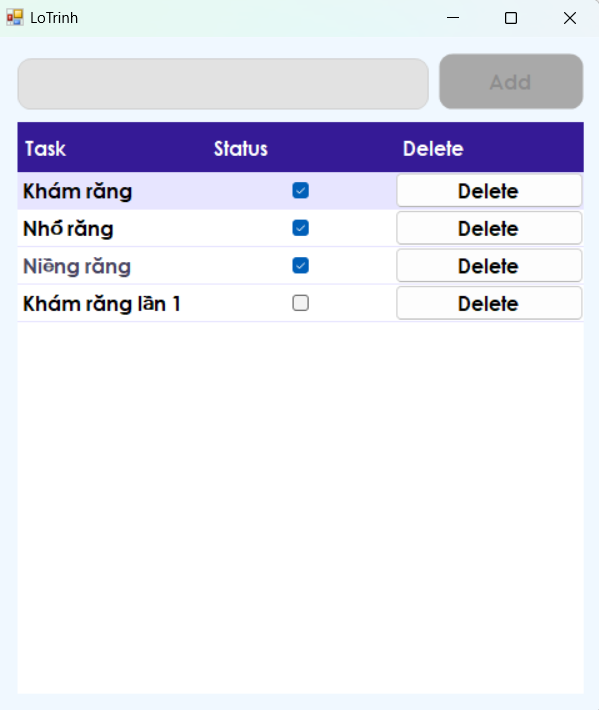 LoTrinh
Add
Task Status Delete
Khám răng Delete
Nhổ răng Delete
Niềng răng Delete
Khám răng lần 1 Delete